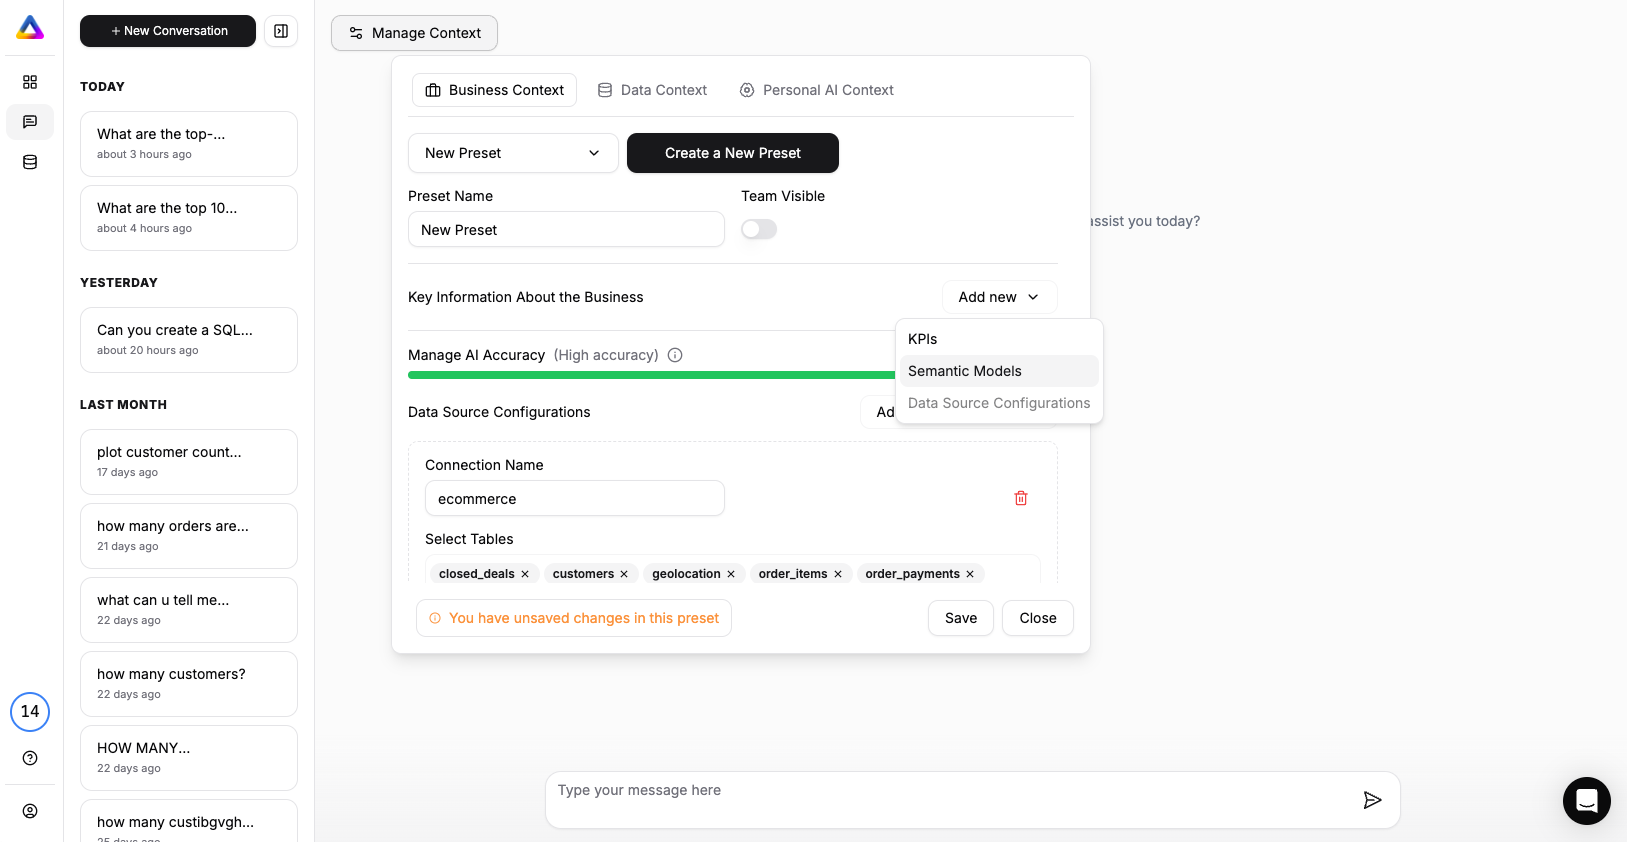 + New Conversation
TODAY
What are the top-...
about 3 hours ago
What are the top 10...
about 4 hours ago
YESTERDAY
Can you create a SQL...
about 20 hours ago
LAST MONTH
plot customer count...
17 days ago
how many orders are...
21 days ago
what can u tell me...
22 days ago
how many customers?
22 days ago
HOW MANY...
22 days ago
how many custibgvgh...
25 days ago
14
Manage Context
Business Context
Data Context
Personal AI Context
New Preset
Create a New Preset
Preset Name
Team Visible
New Preset
assist you today?
Key Information About the Business
Add new
KPIs
Semantic Models
Data Source Configurations
Manage AI Accuracy (High accuracy)
Data Source Configurations
Ad
Connection Name
ecommerce
Select Tables
closed_deals
customers
geolocation
order_items
order_payments
You have unsaved changes in this preset
Save
Close
Type your message here